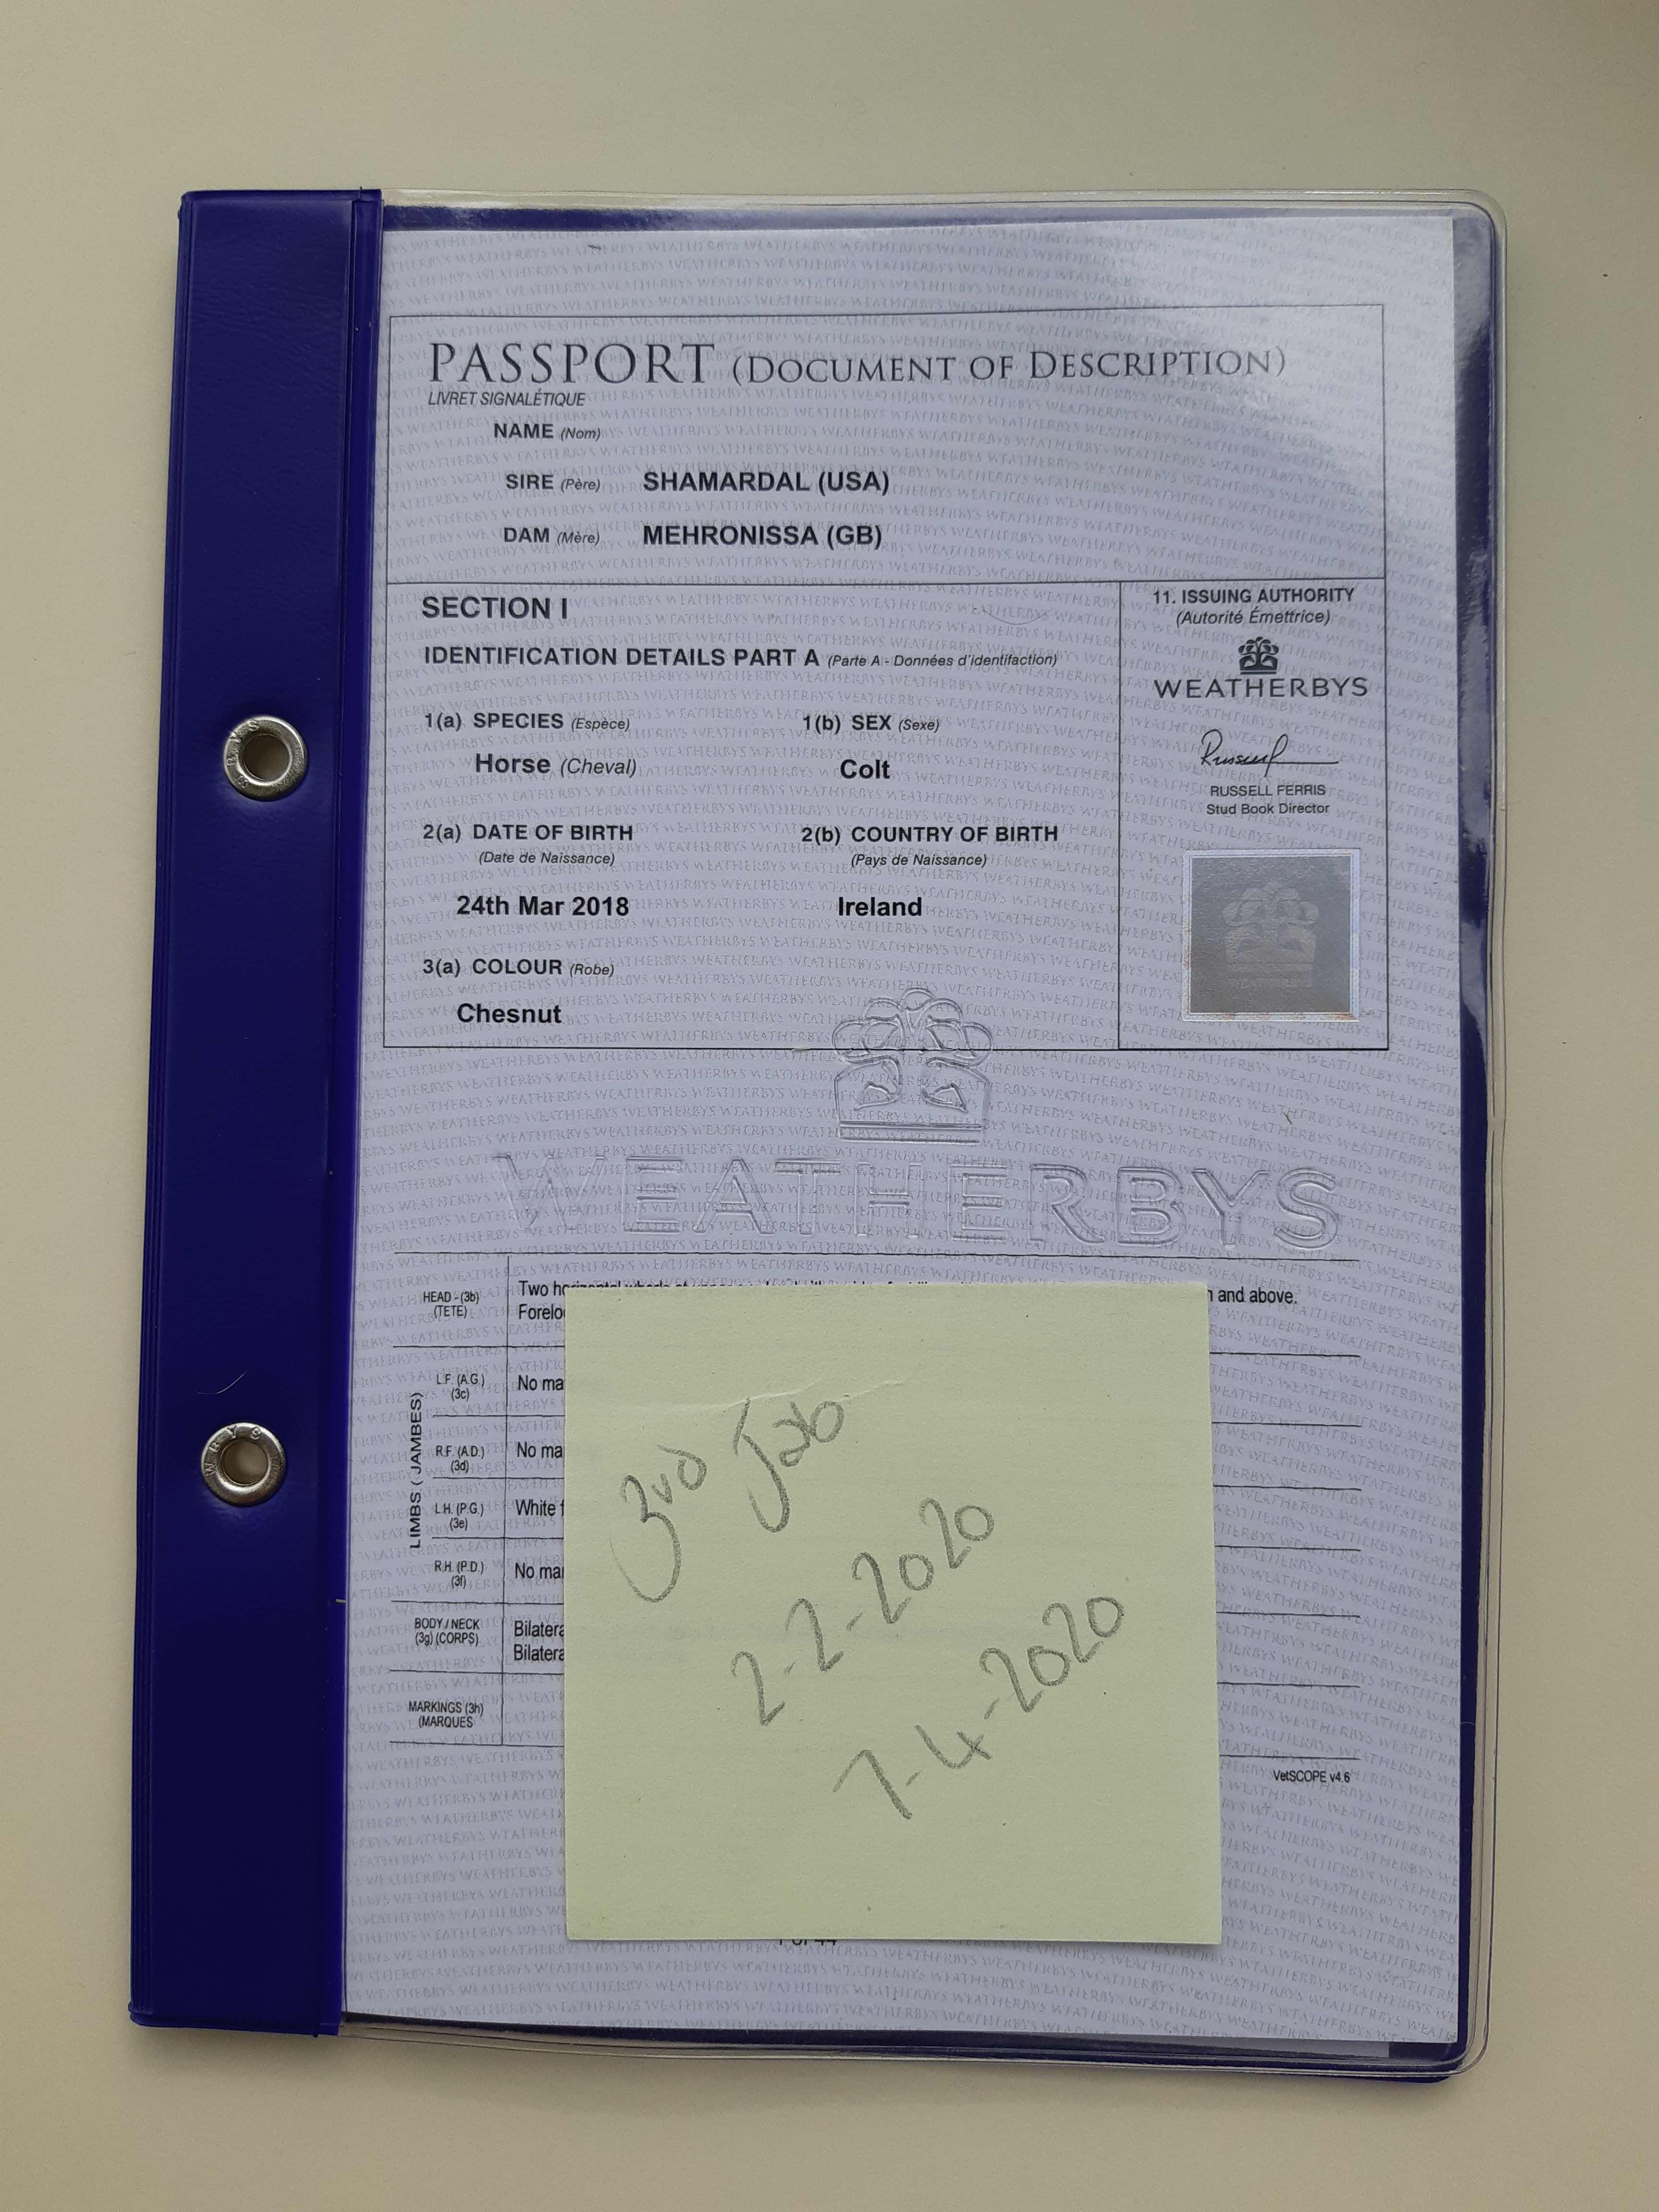 PASSPORT (DOCUMENT OF DESCRIPTION)
LIVRET SIGNALÉTIQUE
NAME (Nom)
SIRE (Père) SHAMARDAL (USA)
DAM (Mère) MEHRONISSA (GB)
SECTION I
IDENTIFICATION DETAILS PART A (Parte A - Données d'identifaction)
1(a) SPECIES (Espèce) 1(b) SEX (Sexe)
Horse (Cheval) Colt
2(a) DATE OF BIRTH 2(b) COUNTRY OF BIRTH
(Date de Naissance) (Pays de Naissance)
24th Mar 2018 Ireland
3(a) COLOUR (Robe)
Chesnut
11. ISSUING AUTHORITY
(Autorité Émettrice)
WEATHERBYS
RUSSELL FERRIS
Stud Book Director
WEATHERBYS
WEATHERBYS
HEAD - (3b)
(TETE)
Two horizontal whorls and above.
LIMBS ( JAMBES)
L.F. (A.G.)
(3c)
No ma
R.F. (A.D.)
(3d)
No ma
L.H. (P.G.)
(3e)
White
R.H. (P.D.)
(3f)
No mar
BODY / NECK
(3g) (CORPS)
Bilatera
Bilatera
MARKINGS (3h)
(MARQUES
VetSCOPE v4.6
3rd Jab
2-2-2020
7-4-2020